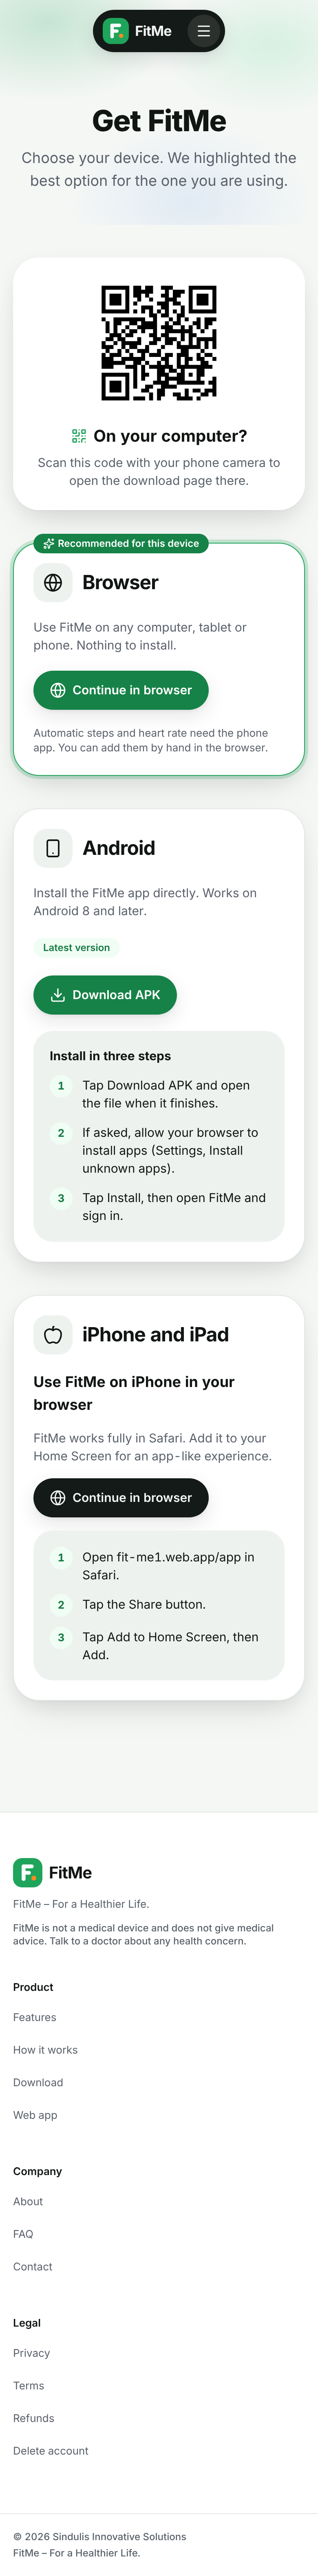 FitMe
Get FitMe
Choose your device. We highlighted the
best option for the one you are using.
On your computer?
Scan this code with your phone camera to
open the download page there.
Recommended for this device
Browser
Use FitMe on any computer, tablet or
phone. Nothing to install.
Continue in browser
Automatic steps and heart rate need the phone
app. You can add them by hand in the browser.
Android
Install the FitMe app directly. Works on
Android 8 and later.
Latest version
Download APK
Install in three steps
1 Tap Download APK and open
the file when it finishes.
2 If asked, allow your browser to
install apps (Settings, Install
unknown apps).
3 Tap Install, then open FitMe and
sign in.
iPhone and iPad
Use FitMe on iPhone in your
browser
FitMe works fully in Safari. Add it to your
Home Screen for an app-like experience.
Continue in browser
1 Open fit-me1.web.app/app in
Safari.
2 Tap the Share button.
3 Tap Add to Home Screen, then
Add.
FitMe
FitMe – For a Healthier Life.
FitMe is not a medical device and does not give medical
advice. Talk to a doctor about any health concern.
Product
Features
How it works
Download
Web app
Company
About
FAQ
Contact
Legal
Privacy
Terms
Refunds
Delete account
© 2026 Sindulis Innovative Solutions
FitMe – For a Healthier Life.